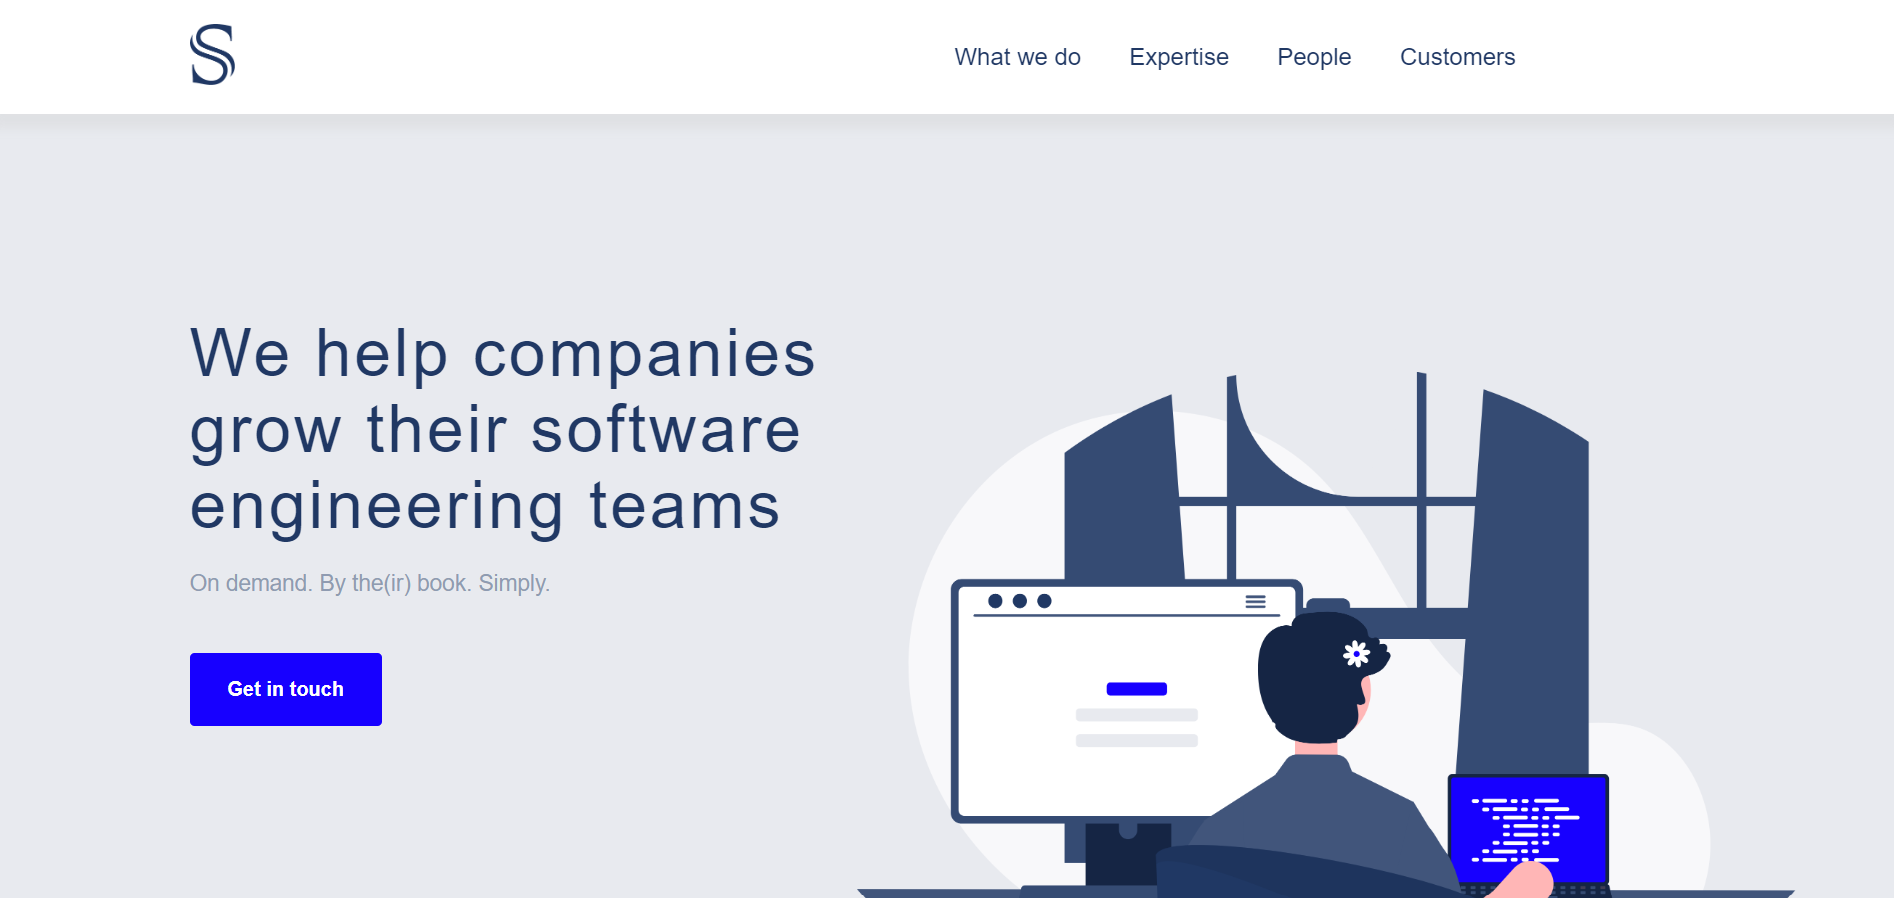 S
What we do Expertise People Customers
We help companies
grow their software
engineering teams
On demand. By the(ir) book. Simply.
Get in touch